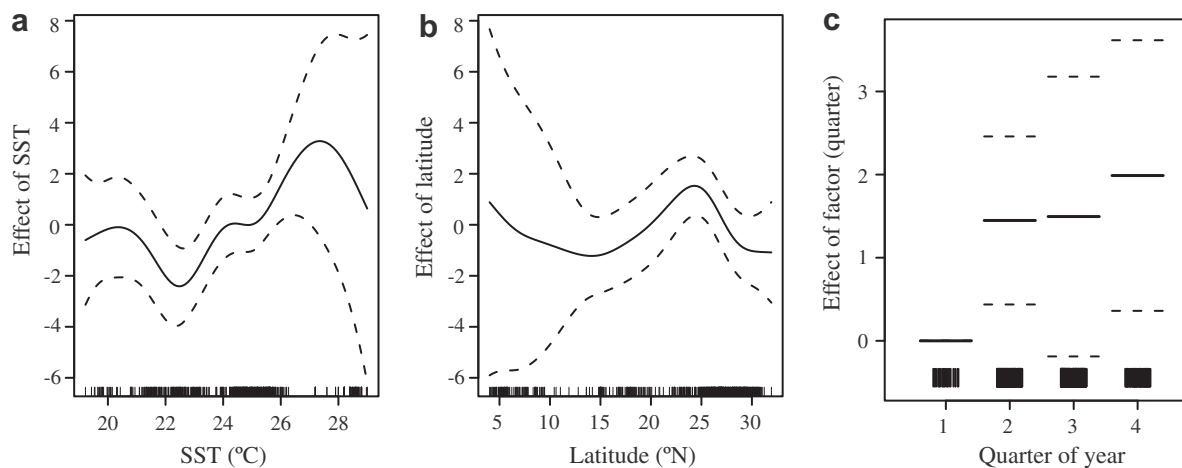 a
8
6
4
2
0
-2
-4
-6
Effect of SST
20 22 24 26 28
SST (ºC)
b
8
6
4
2
0
-2
-4
-6
Effect of latitude
5 10 15 20 25 30
Latitude (ºN)
c
3
2
1
0
Effect of factor (quarter)
1 2 3 4
Quarter of year